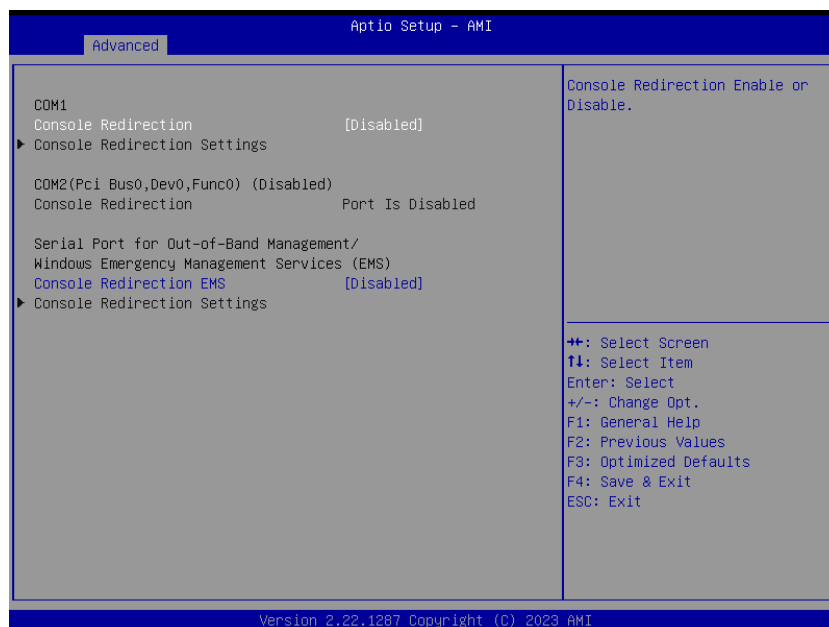 Aptio Setup – AMI
Advanced
COM1
Console Redirection [Disabled]
Console Redirection Settings
COM2(Pci Bus0,Dev0,Func0) (Disabled)
Console Redirection Port Is Disabled
Serial Port for Out-of-Band Management/
Windows Emergency Management Services (EMS)
Console Redirection EMS [Disabled]
Console Redirection Settings
Console Redirection Enable or
Disable.
→←: Select Screen
↑↓: Select Item
Enter: Select
+/-: Change Opt.
F1: General Help
F2: Previous Values
F3: Optimized Defaults
F4: Save & Exit
ESC: Exit
Version 2.22.1287 Copyright (C) 2023 AMI